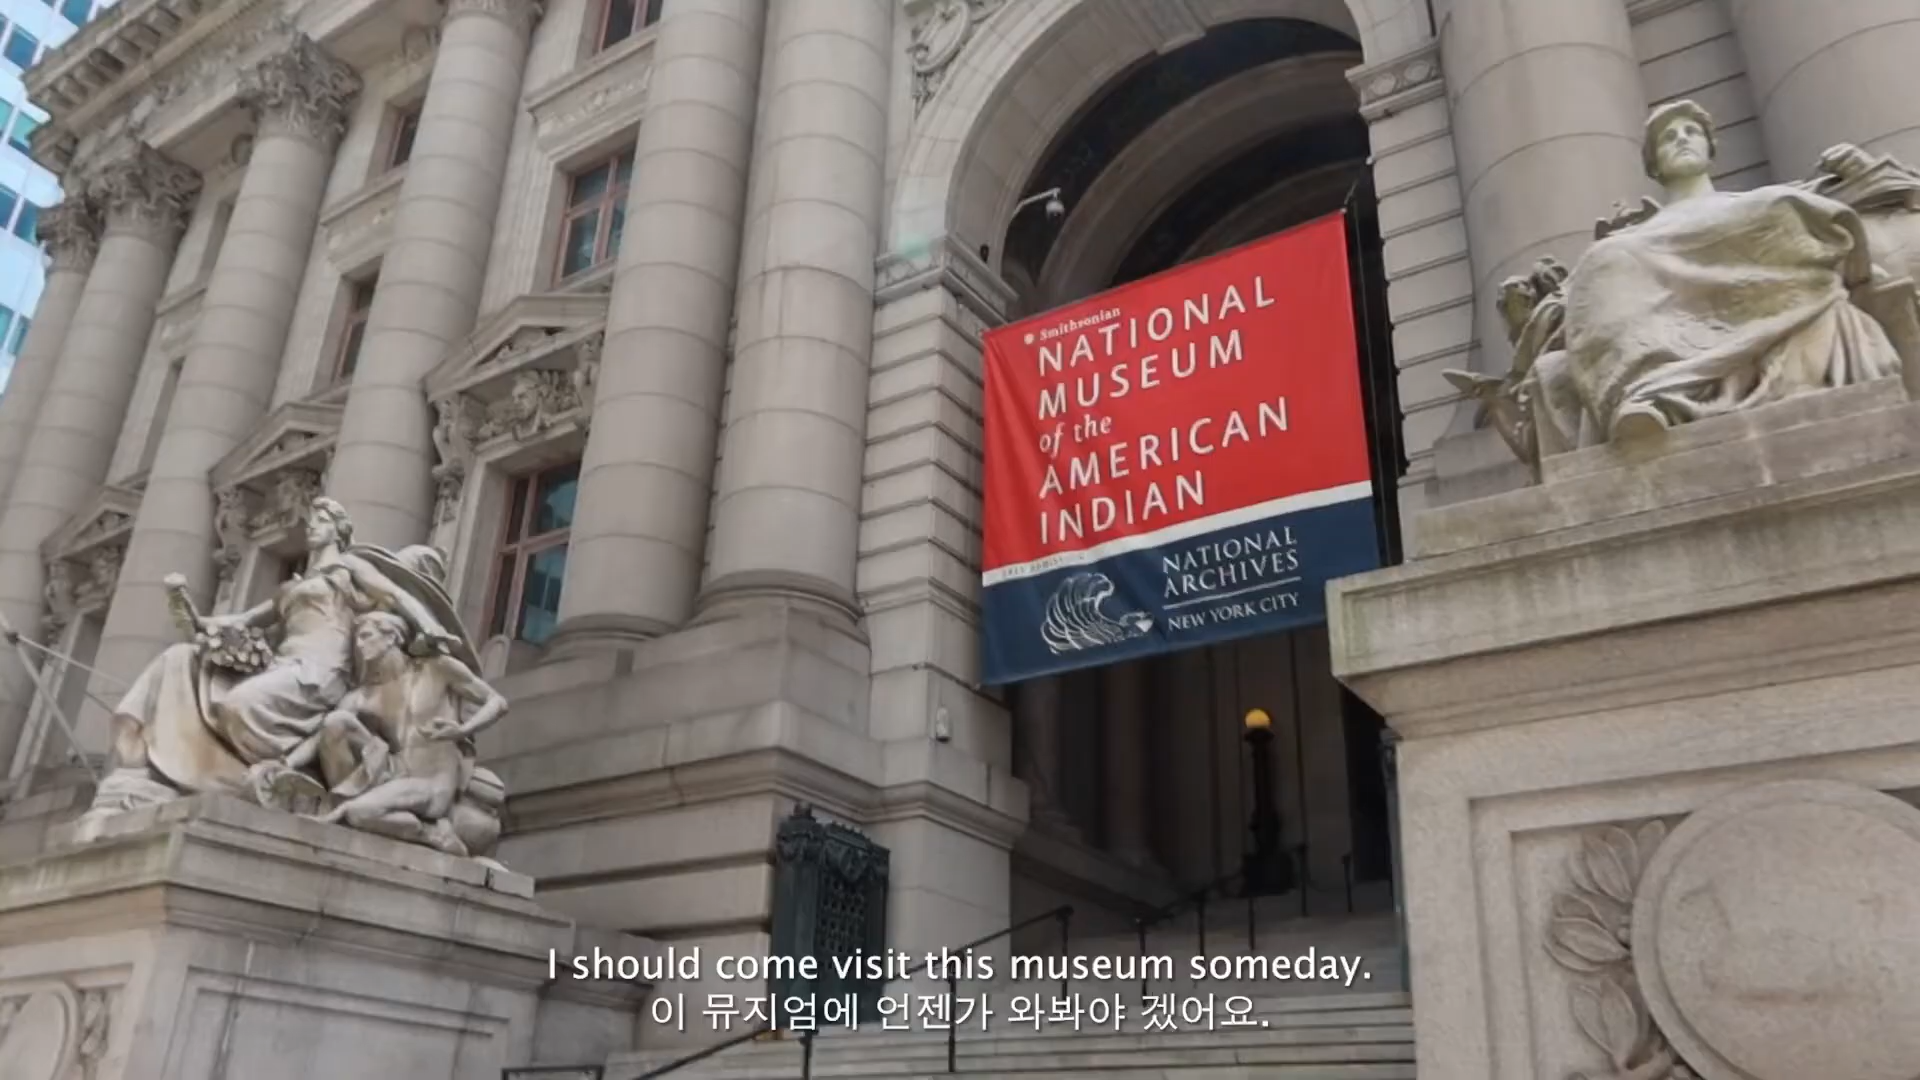 Smithsonian
NATIONAL
MUSEUM
of the
AMERICAN
INDIAN
NATIONAL
ARCHIVES
NEW YORK CITY
I should come visit this museum someday.
이 뮤지엄에 언젠가 와봐야 겠어요.